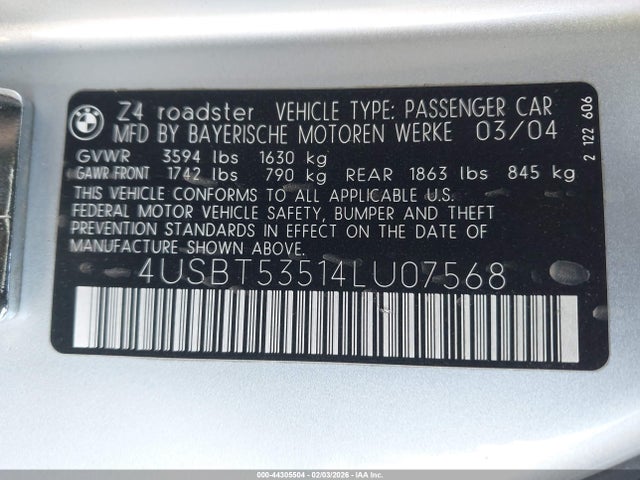 BMW
Z4 roadster VEHICLE TYPE: PASSENGER CAR
MFD BY BAYERISCHE MOTOREN WERKE 03/04
GVWR 3594 lbs 1630 kg
GAWR FRONT 1742 lbs 790 kg REAR 1863 lbs 845 kg
THIS VEHICLE CONFORMS TO ALL APPLICABLE U.S.
FEDERAL MOTOR VEHICLE SAFETY, BUMPER AND THEFT
PREVENTION STANDARDS IN EFFECT ON THE DATE OF
MANUFACTURE SHOWN ABOVE.
4USBT53514LU07568
2 122 606
000-44305504 - 02/03/2026 - IAA Inc.